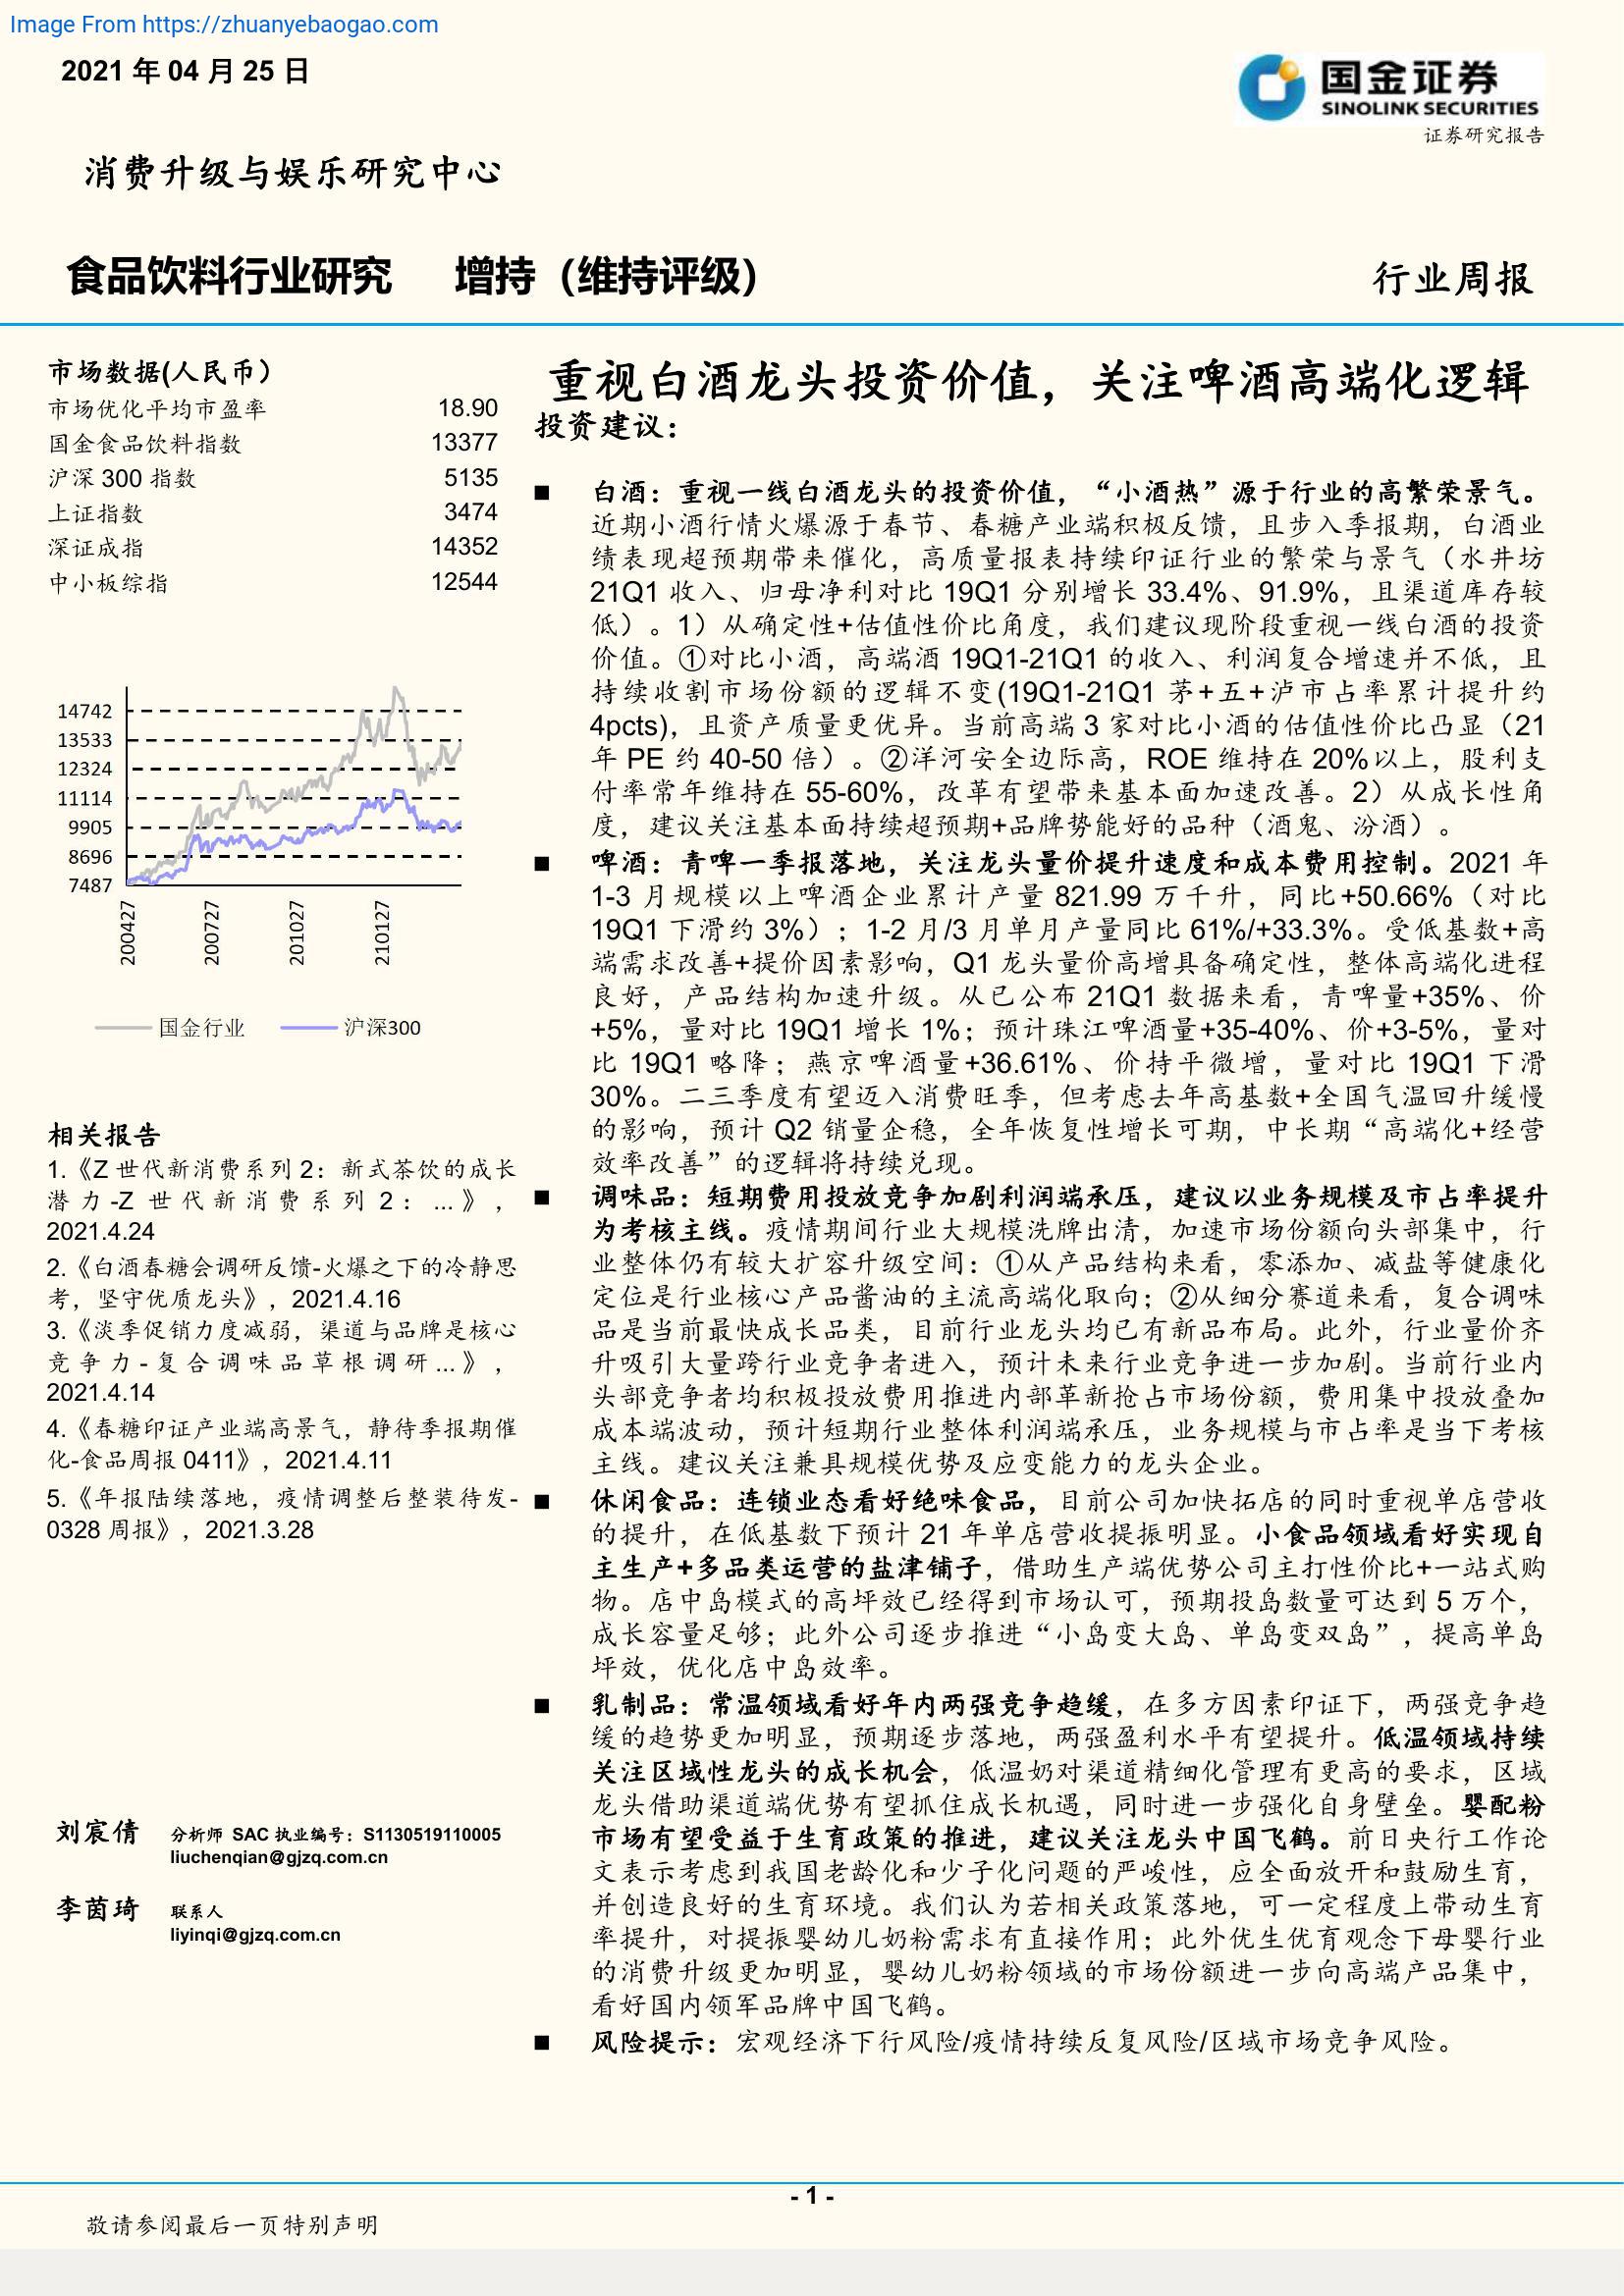 Image From https://zhuanyebaogao.com
2021 年 04 月 25 日
国金证券
SINOLINK SECURITIES
证券研究报告
消费升级与娱乐研究中心
食品饮料行业研究 增持（维持评级）
行业周报
市场数据(人民币）
市场优化平均市盈率 18.90
国金食品饮料指数 13377
沪深 300 指数 5135
上证指数 3474
深证成指 14352
中小板综指 12544
14742
13533
12324
11114
9905
8696
7487
200427
200727
201027
210127
国金行业 沪深300
相关报告
1.《Z 世代新消费系列 2：新式茶饮的成长
潜力-Z 世代新消费系列 2：...》，
2021.4.24
2.《白酒春糖会调研反馈-火爆之下的冷静思
考，坚守优质龙头》，2021.4.16
3.《淡季促销力度减弱，渠道与品牌是核心
竞争力-复合调味品草根调研...》，
2021.4.14
4.《春糖印证产业端高景气，静待季报期催
化-食品周报 0411》，2021.4.11
5.《年报陆续落地，疫情调整后整装待发-
0328 周报》，2021.3.28
刘宸倩 分析师 SAC 执业编号：S1130519110005
liuchenqian@gjzq.com.cn
李茵琦 联系人
liyinqi@gjzq.com.cn
重视白酒龙头投资价值，关注啤酒高端化逻辑
投资建议：
■ 白酒：重视一线白酒龙头的投资价值，“小酒热”源于行业的高繁荣景气。
近期小酒行情火爆源于春节、春糖产业端积极反馈，且步入季报期，白酒业
绩表现超预期带来催化，高质量报表持续印证行业的繁荣与景气（水井坊
21Q1 收入、归母净利对比 19Q1 分别增长 33.4%、91.9%，且渠道库存较
低）。1）从确定性+估值性价比角度，我们建议现阶段重视一线白酒的投资
价值。①对比小酒，高端酒 19Q1-21Q1 的收入、利润复合增速并不低，且
持续收割市场份额的逻辑不变(19Q1-21Q1 茅+五+泸市占率累计提升约
4pcts)，且资产质量更优异。当前高端 3 家对比小酒的估值性价比凸显（21
年 PE 约 40-50 倍）。②洋河安全边际高，ROE 维持在 20%以上，股利支
付率常年维持在 55-60%，改革有望带来基本面加速改善。2）从成长性角
度，建议关注基本面持续超预期+品牌势能好的品种（酒鬼、汾酒）。
■ 啤酒：青啤一季报落地，关注龙头量价提升速度和成本费用控制。2021 年
1-3 月规模以上啤酒企业累计产量 821.99 万千升，同比+50.66%（对比
19Q1 下滑约 3%）；1-2 月/3 月单月产量同比 61%/+33.3%。受低基数+高
端需求改善+提价因素影响，Q1 龙头量价高增具备确定性，整体高端化进程
良好，产品结构加速升级。从已公布 21Q1 数据来看，青啤量+35%、价
+5%，量对比 19Q1 增长 1%；预计珠江啤酒量+35-40%、价+3-5%，量对
比 19Q1 略降；燕京啤酒量+36.61%、价持平微增，量对比 19Q1 下滑
30%。二三季度有望迈入消费旺季，但考虑去年高基数+全国气温回升缓慢
的影响，预计 Q2 销量企稳，全年恢复性增长可期，中长期“高端化+经营
效率改善”的逻辑将持续兑现。
■ 调味品：短期费用投放竞争加剧利润端承压，建议以业务规模及市占率提升
为考核主线。疫情期间行业大规模洗牌出清，加速市场份额向头部集中，行
业整体仍有较大扩容升级空间：①从产品结构来看，零添加、减盐等健康化
定位是行业核心产品酱油的主流高端化取向；②从细分赛道来看，复合调味
品是当前最快成长品类，目前行业龙头均已有新品布局。此外，行业量价齐
升吸引大量跨行业竞争者进入，预计未来行业竞争进一步加剧。当前行业内
头部竞争者均积极投放费用推进内部革新抢占市场份额，费用集中投放叠加
成本端波动，预计短期行业整体利润端承压，业务规模与市占率是当下考核
主线。建议关注兼具规模优势及应变能力的龙头企业。
■ 休闲食品：连锁业态看好绝味食品，目前公司加快拓店的同时重视单店营收
的提升，在低基数下预计 21 年单店营收提振明显。小食品领域看好实现自
主生产+多品类运营的盐津铺子，借助生产端优势公司主打性价比+一站式购
物。店中岛模式的高坪效已经得到市场认可，预期投岛数量可达到 5 万个，
成长容量足够；此外公司逐步推进“小岛变大岛、单岛变双岛”，提高单岛
坪效，优化店中岛效率。
■ 乳制品：常温领域看好年内两强竞争趋缓，在多方因素印证下，两强竞争趋
缓的趋势更加明显，预期逐步落地，两强盈利水平有望提升。低温领域持续
关注区域性龙头的成长机会，低温奶对渠道精细化管理有更高的要求，区域
龙头借助渠道端优势有望抓住成长机遇，同时进一步强化自身壁垒。婴配粉
市场有望受益于生育政策的推进，建议关注龙头中国飞鹤。前日央行工作论
文表示考虑到我国老龄化和少子化问题的严峻性，应全面放开和鼓励生育，
并创造良好的生育环境。我们认为若相关政策落地，可一定程度上带动生育
率提升，对提振婴幼儿奶粉需求有直接作用；此外优生优育观念下母婴行业
的消费升级更加明显，婴幼儿奶粉领域的市场份额进一步向高端产品集中，
看好国内领军品牌中国飞鹤。
■ 风险提示：宏观经济下行风险/疫情持续反复风险/区域市场竞争风险。
- 1 -
敬请参阅最后一页特别声明